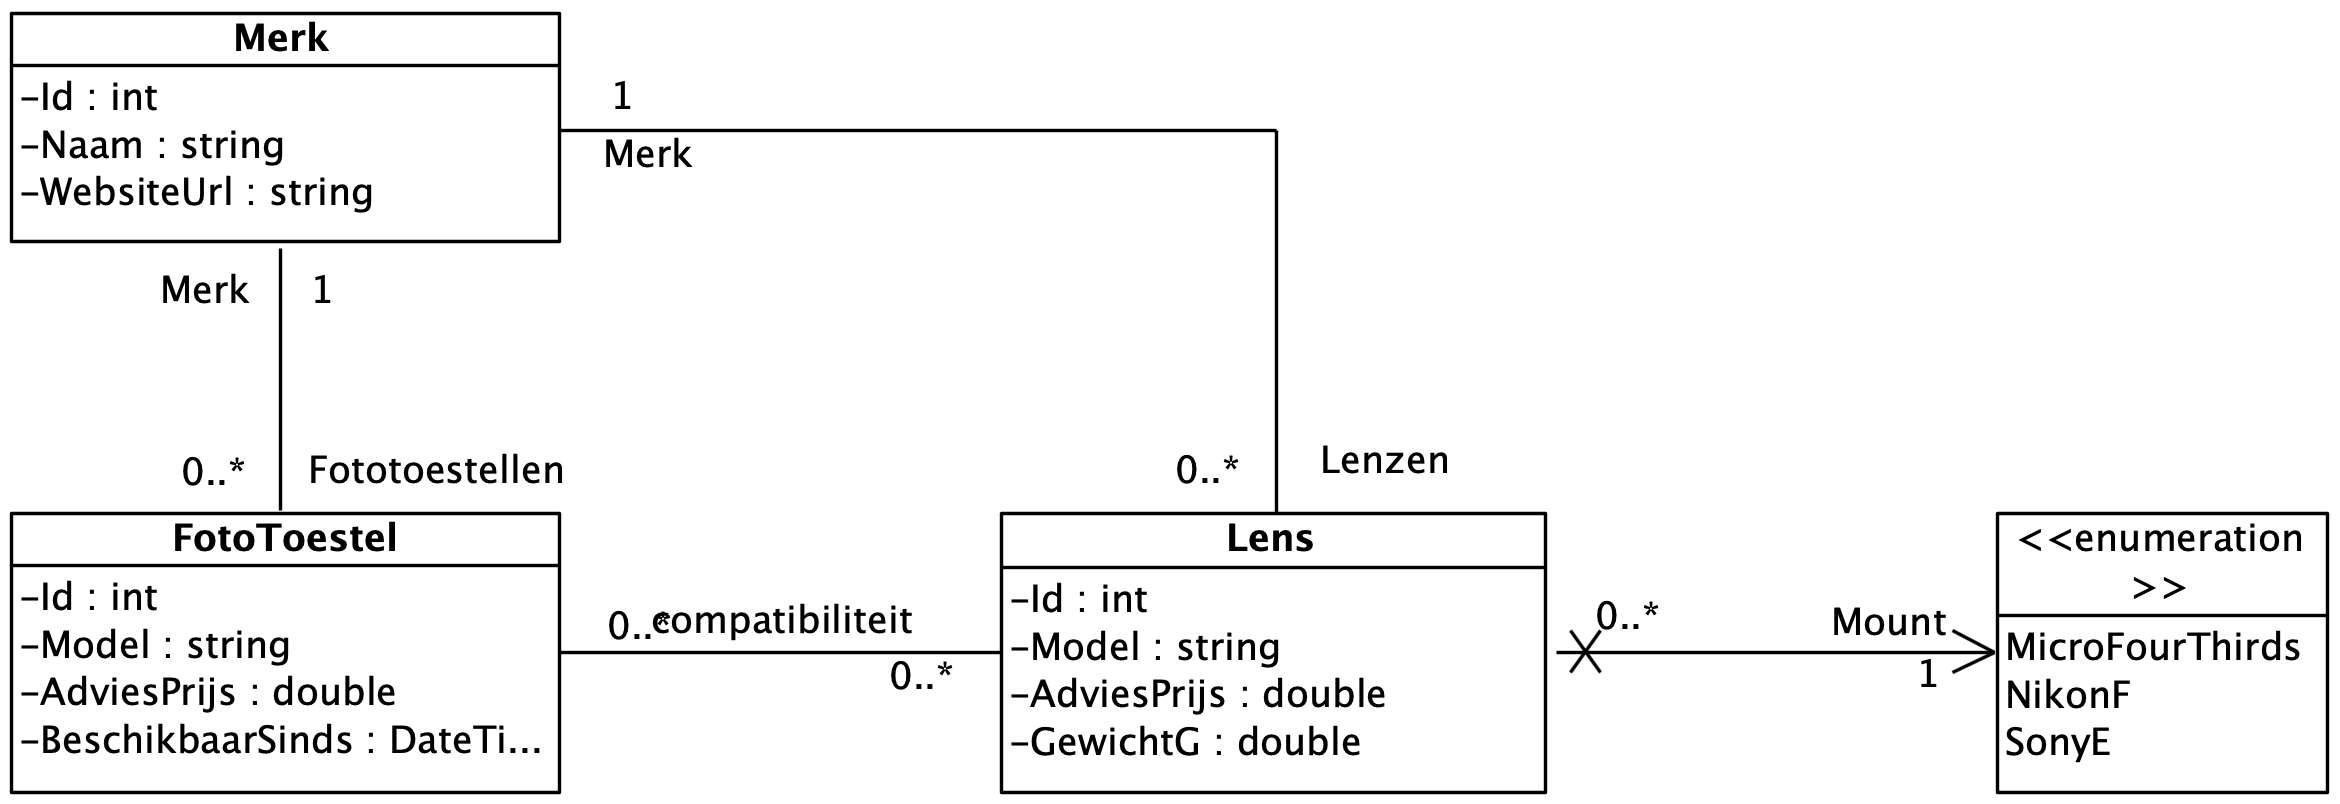 Merk
-Id : int
-Naam : string
-WebsiteUrl : string
1
Merk
Merk 1
0..* Fototoestellen
0..* Lenzen
FotoToestel
-Id : int
-Model : string
-AdviesPrijs : double
-BeschikbaarSinds : DateTi...
0..* compatibiliteit
0..*
Lens
-Id : int
-Model : string
-AdviesPrijs : double
-GewichtG : double
0..* Mount
1
<<enumeration
>>
MicroFourThirds
NikonF
SonyE